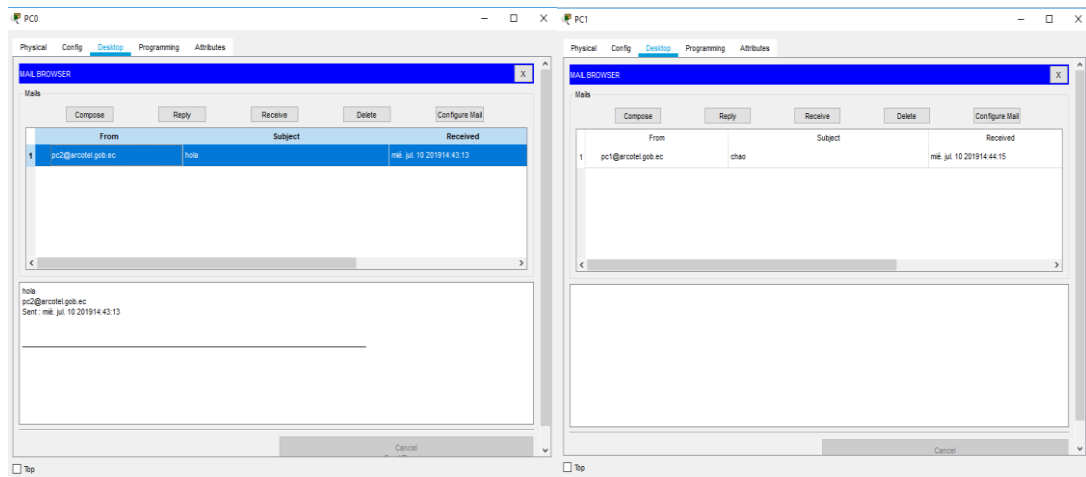 PC0
Physical Config Desktop Programming Attributes
MAIL BROWSER X
Mails
Compose Reply Receive Delete Configure Mail
From Subject Received
1 pc2@arcotel.gob.ec hola mié. jul. 10 201914:43:13
hola
pc2@arcotel.gob.ec
Sent : mié. jul. 10 201914:43:13
Cancel
Top
PC1
Physical Config Desktop Programming Attributes
MAIL BROWSER X
Mails
Compose Reply Receive Delete Configure Mail
From Subject Received
1 pc1@arcotel.gob.ec chao mié. jul. 10 201914:44:15
Cancel
Top